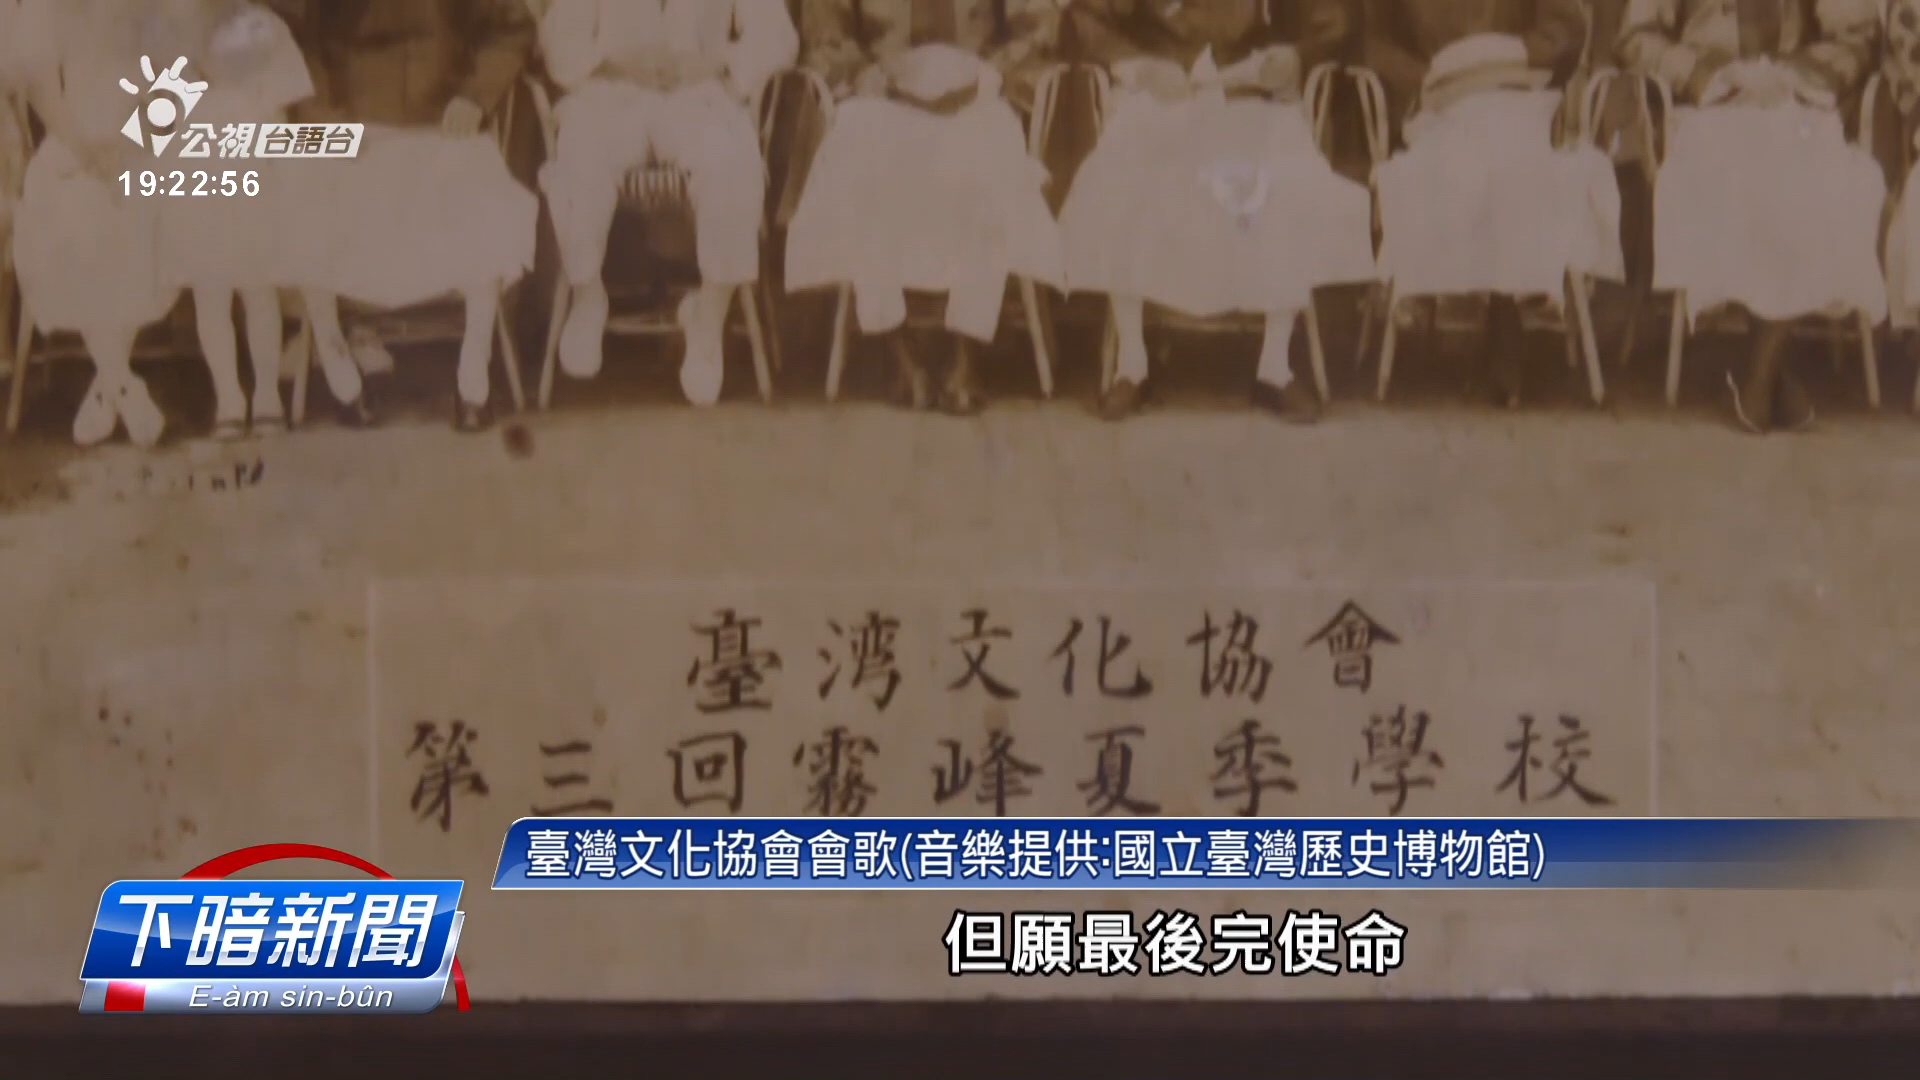 公視台語台
19:22:56
臺湾文化協會
第三回霧峰夏季學校
臺灣文化協會會歌(音樂提供:國立臺灣歷史博物館)
但願最後完使命
下暗新聞
E-àm sin-bûn